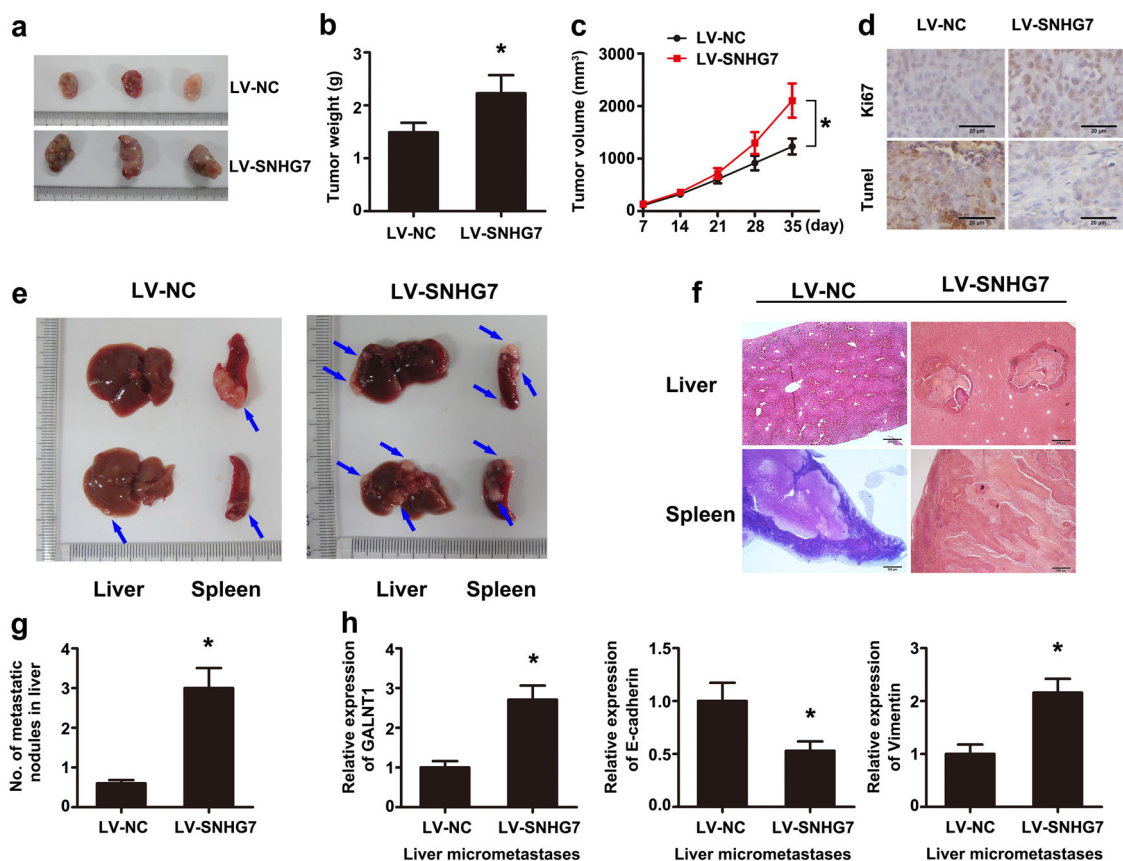 a
LV-NC
LV-SNHG7
b
Tumor weight (g)
3
2
1
0
*
LV-NC
LV-SNHG7
c
LV-NC
LV-SNHG7
Tumor volume (mm³)
3000
2000
1000
0
*
7 14 21 28 35 (day)
d
LV-NC LV-SNHG7
Ki67
20 μm
20 μm
Tunel
20 μm
20 μm
e
LV-NC LV-SNHG7
Liver Spleen Liver Spleen
f
LV-NC LV-SNHG7
Liver
Spleen
g
No. of metastatic
nodules in liver
4
3
2
1
0
*
LV-NC LV-SNHG7
h
Relative expression
of GALNT1
4
3
2
1
0
*
LV-NC LV-SNHG7
Liver micrometastases
Relative expression
of E-cadherin
1.5
1.0
0.5
0.0
*
LV-NC LV-SNHG7
Liver micrometastases
Relative expression
of Vimentin
3
2
1
0
*
LV-NC LV-SNHG7
Liver micrometastases